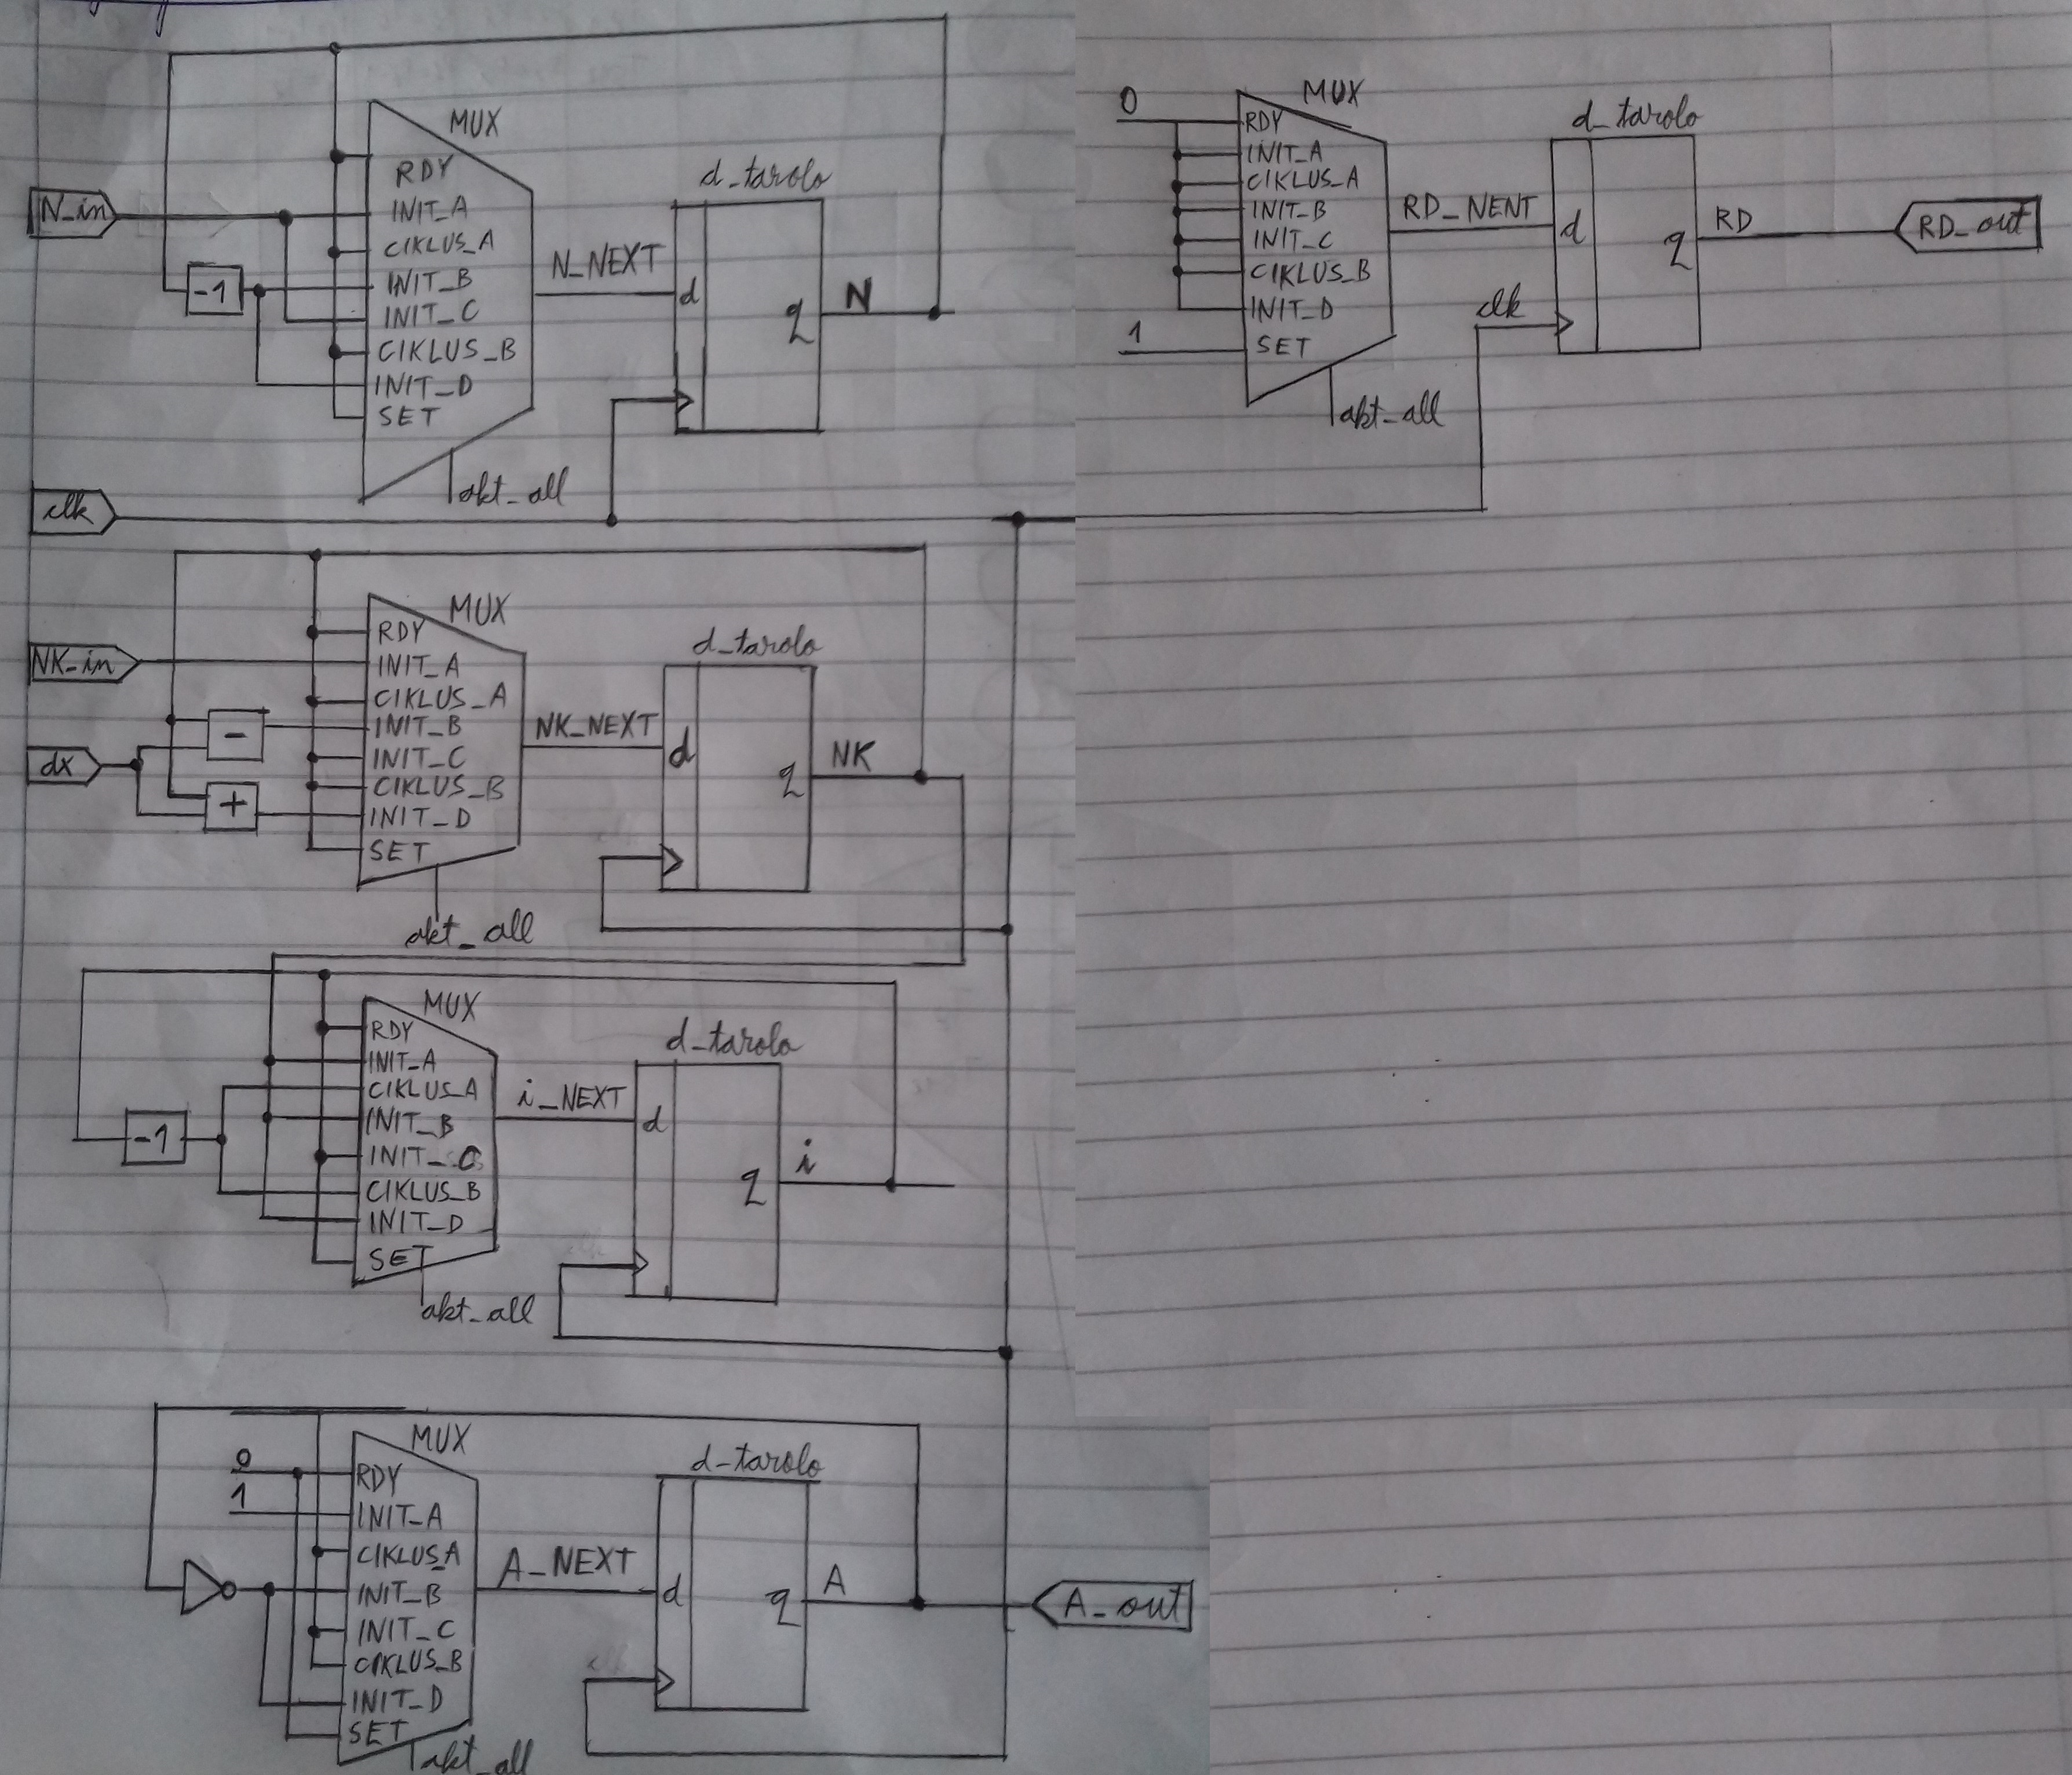 MUX
RDY
N_in
INIT_A
CIKLUS_A
-1
INIT_B
INIT_C
CIKLUS_B
INIT_D
SET
akt_all
N_NEXT
d_tarolo
d
q
N
clk
MUX
RDY
NK_in
INIT_A
CIKLUS_A
-
INIT_B
dx
INIT_C
CIKLUS_B
+
INIT_D
SET
akt_all
NK_NEXT
d_tarolo
d
q
NK
MUX
RDY
INIT_A
CIKLUS_A
-1
INIT_B
INIT_C
CIKLUS_B
INIT_D
SET
akt_all
i_NEXT
d_tarolo
d
q
i
MUX
0
RDY
1
INIT_A
CIKLUS_A
INIT_B
INIT_C
CIKLUS_B
INIT_D
SET
akt_all
A_NEXT
d_tarolo
d
q
A
A_out
MUX
0
RDY
INIT_A
CIKLUS_A
INIT_B
INIT_C
CIKLUS_B
INIT_D
1
SET
akt_all
RD_NENT
d_tarolo
d
q
clk
RD
RD_out